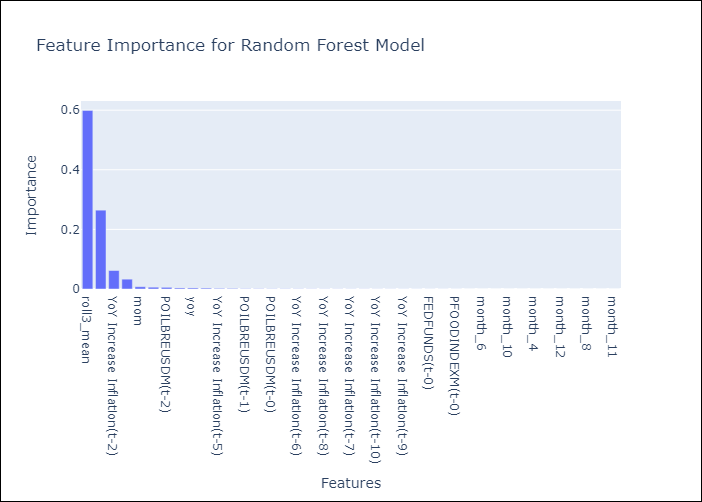 Feature Importance for Random Forest Model
Importance
0.6
0.4
0.2
0
roll3_mean
YoY Increase Inflation(t-2)
mom
POILBREUSDM(t-2)
yoy
YoY Increase Inflation(t-5)
POILBREUSDM(t-1)
POILBREUSDM(t-0)
YoY Increase Inflation(t-6)
YoY Increase Inflation(t-8)
YoY Increase Inflation(t-7)
YoY Increase Inflation(t-10)
YoY Increase Inflation(t-9)
FEDFUNDS(t-0)
PFOODINDEXM(t-0)
month_6
month_10
month_4
month_12
month_8
month_11
Features